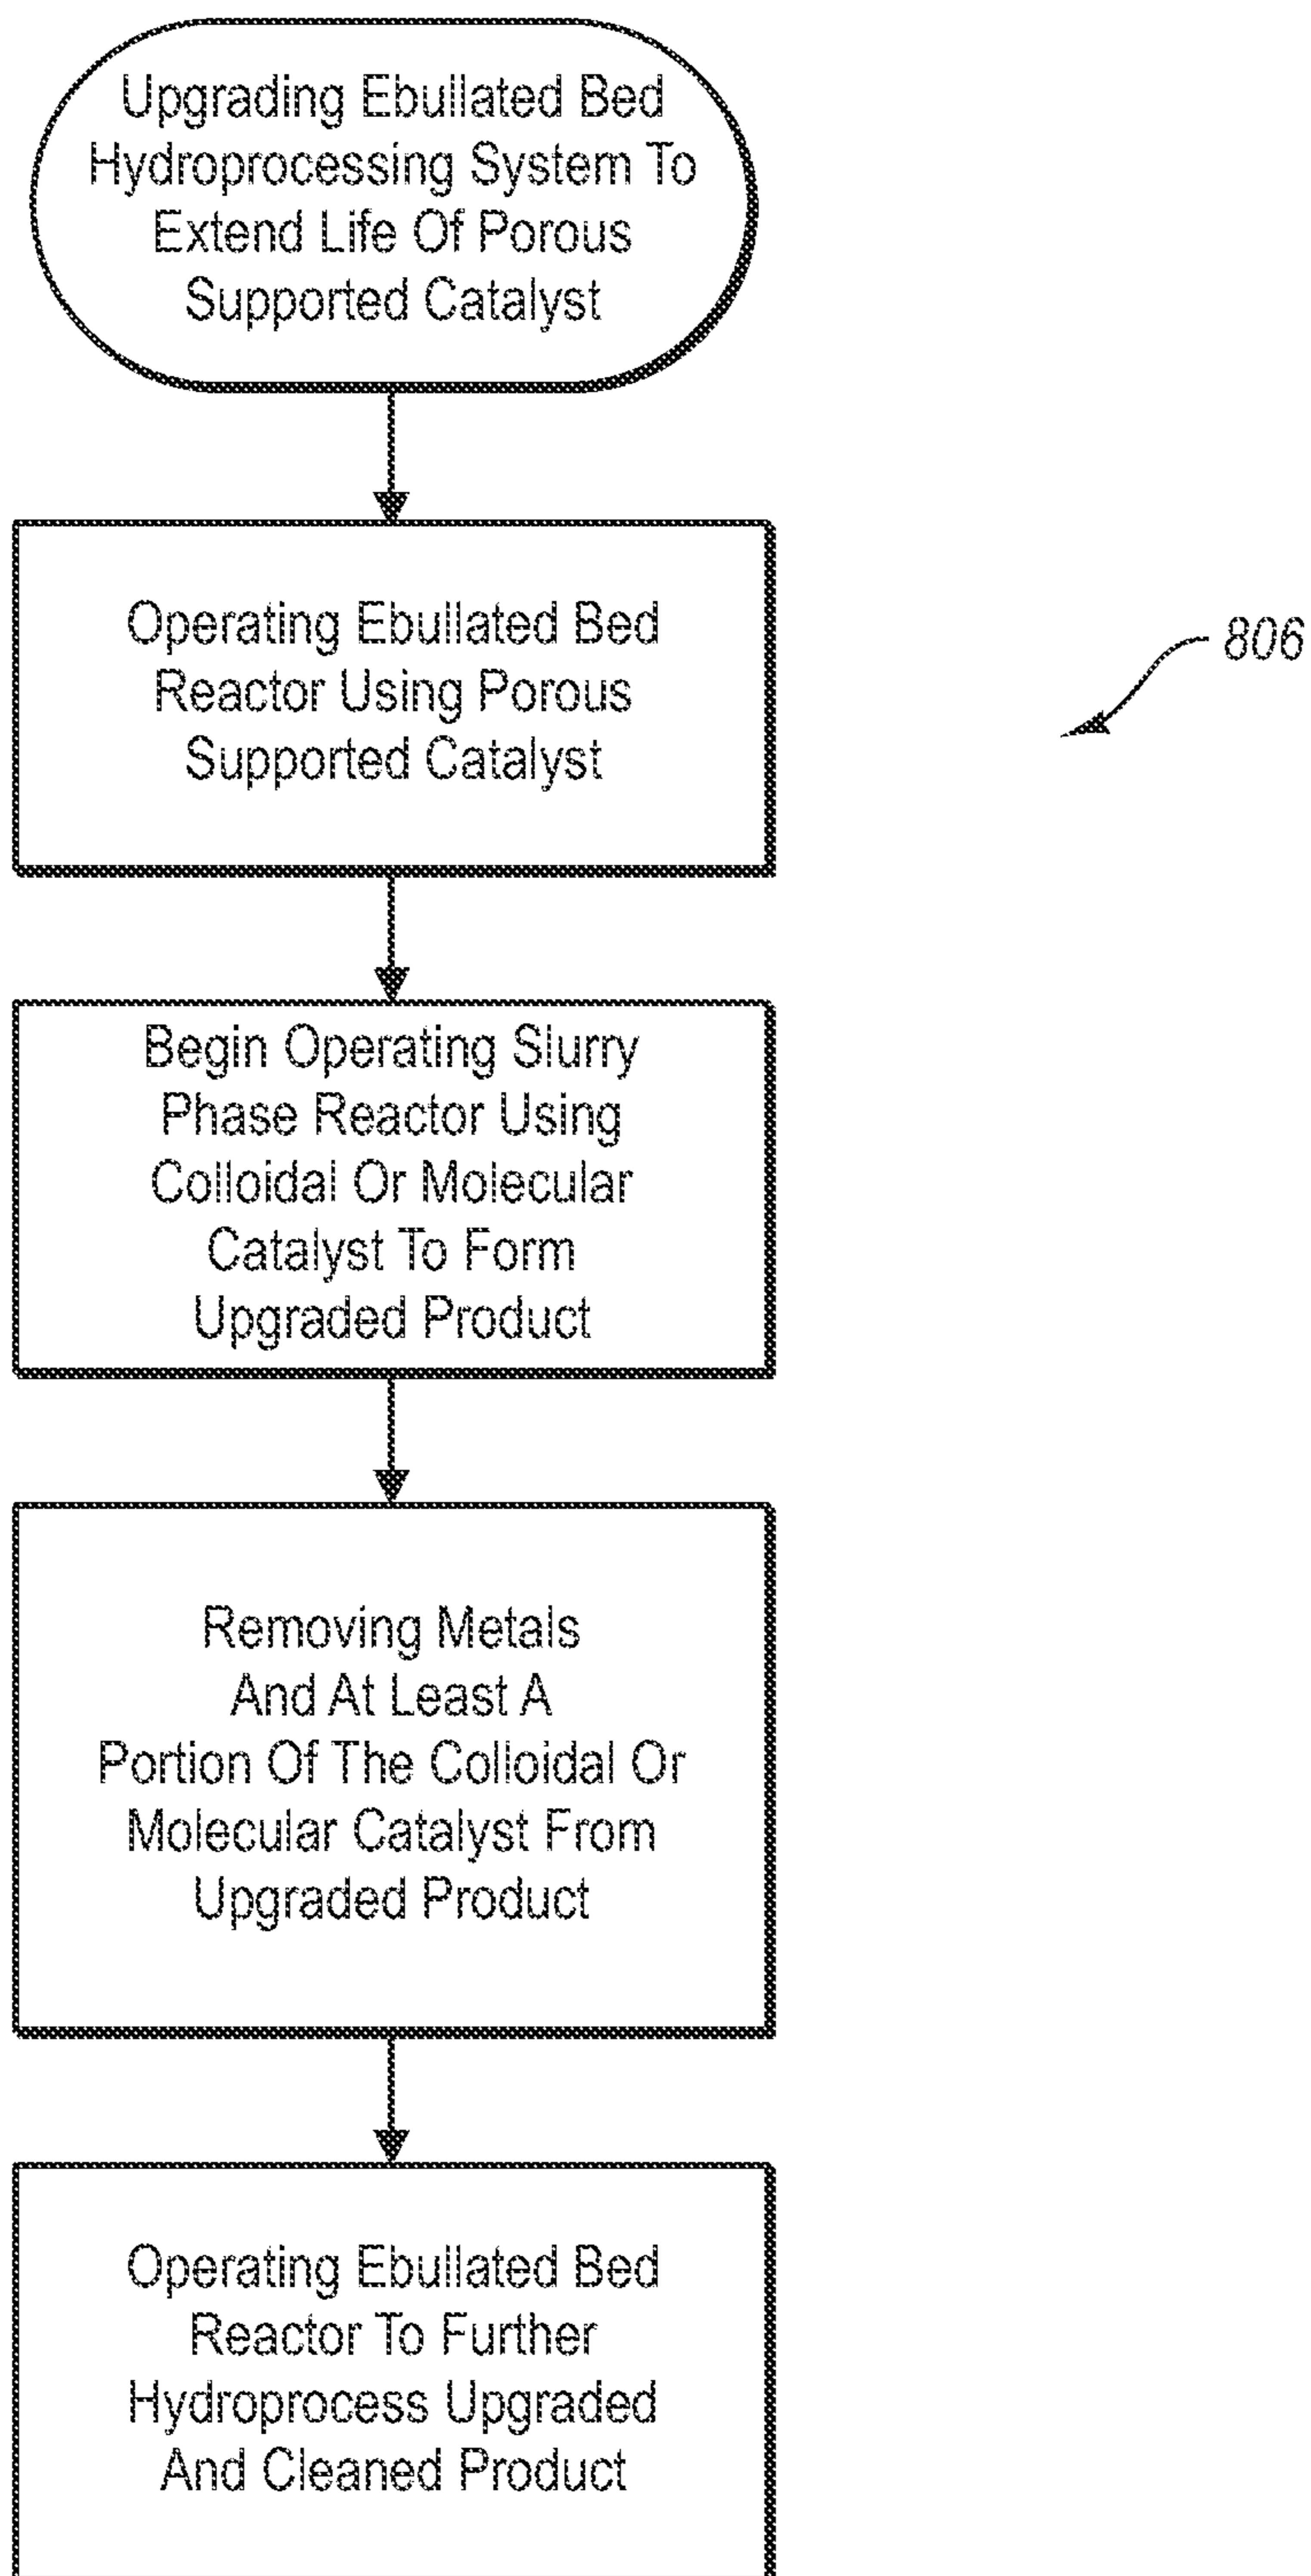 Upgrading Ebullated Bed
Hydroprocessing System To
Extend Life Of Porous
Supported Catalyst
Operating Ebullated Bed
Reactor Using Porous
Supported Catalyst
806
Begin Operating Slurry
Phase Reactor Using
Colloidal Or Molecular
Catalyst To Form
Upgraded Product
Removing Metals
And At Least A
Portion Of The Colloidal Or
Molecular Catalyst From
Upgraded Product
Operating Ebullated Bed
Reactor To Further
Hydroprocess Upgraded
And Cleaned Product